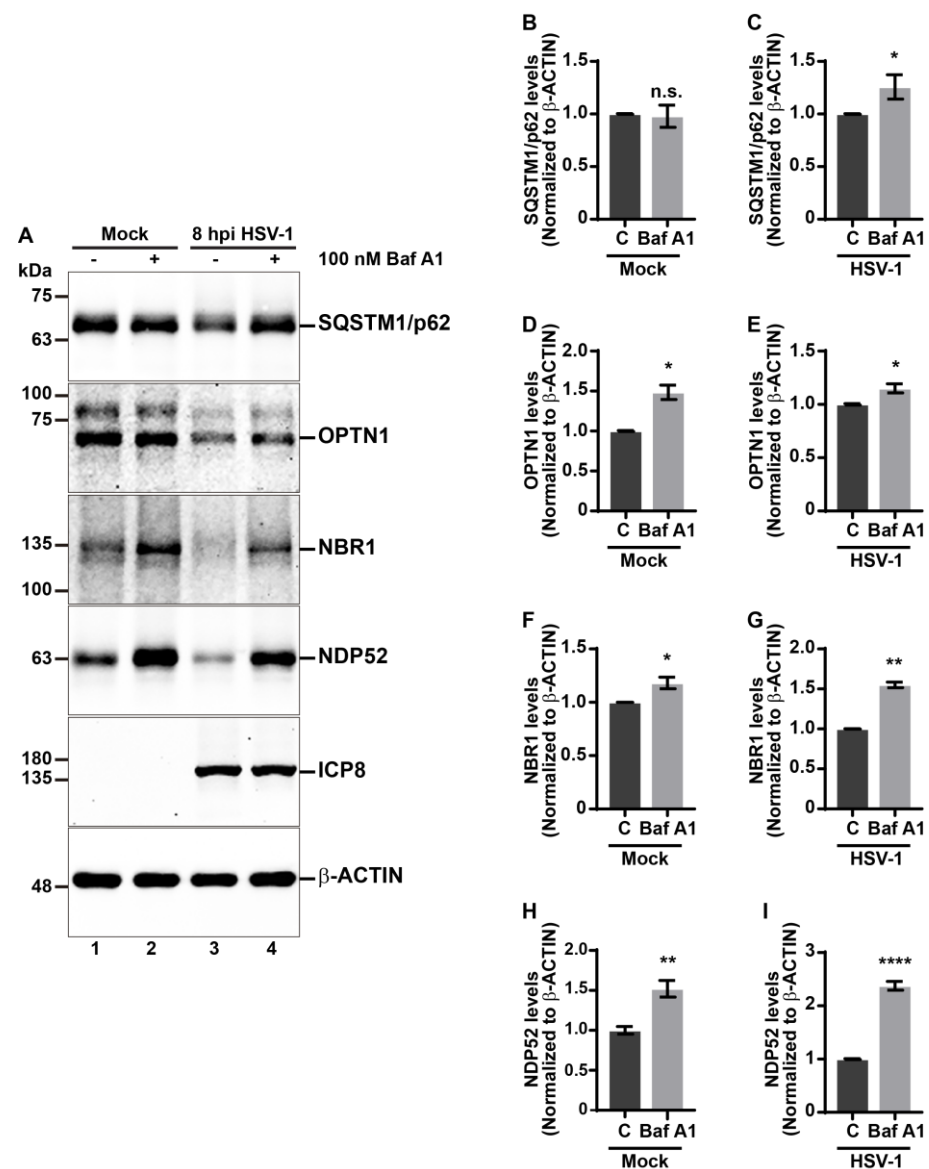 A
Mock 8 hpi HSV-1
- + - + 100 nM Baf A1
kDa
75
63
SQSTM1/p62
100
75
OPTN1
135
100
NBR1
63
NDP52
180
135
ICP8
48
β-ACTIN
1 2 3 4
B
SQSTM1/p62 levels
(Normalized to β-ACTIN)
1.5
1.0
0.5
0
n.s.
C Baf A1
Mock
C
SQSTM1/p62 levels
(Normalized to β-ACTIN)
1.5
1.0
0.5
0
*
C Baf A1
HSV-1
D
OPTN1 levels
(Normalized to β-ACTIN)
2.0
1.5
1.0
0.5
0
*
C Baf A1
Mock
E
OPTN1 levels
(Normalized to β-ACTIN)
1.5
1.0
0.5
0
*
C Baf A1
HSV-1
F
NBR1 levels
(Normalized to β-ACTIN)
1.5
1.0
0.5
0
*
C Baf A1
Mock
G
NBR1 levels
(Normalized to β-ACTIN)
2.0
1.5
1.0
0.5
0
**
C Baf A1
HSV-1
H
NDP52 levels
(Normalized to β-ACTIN)
2.0
1.5
1.0
0.5
0
**
C Baf A1
Mock
I
NDP52 levels
(Normalized to β-ACTIN)
3
2
1
0
****
C Baf A1
HSV-1